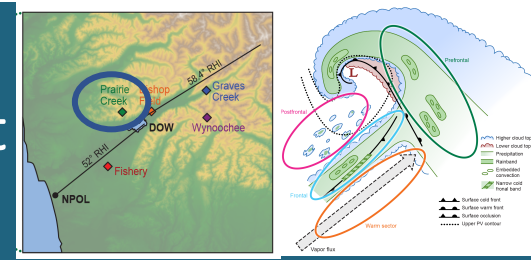 t
58.4° RHI
Prairie
Creek
Graves
Creek
DOW
Wynoochee
52° RHI
Fishery
NPOL
L
Prefrontal
Postfrontal
Frontal
Warm sector
Vapor flux
Higher cloud top
Lower cloud top
Precipitation
Rainband
Embedded
convection
Narrow cold
frontal band
Surface cold front
Surface warm front
Surface occlusion
Upper PV contour